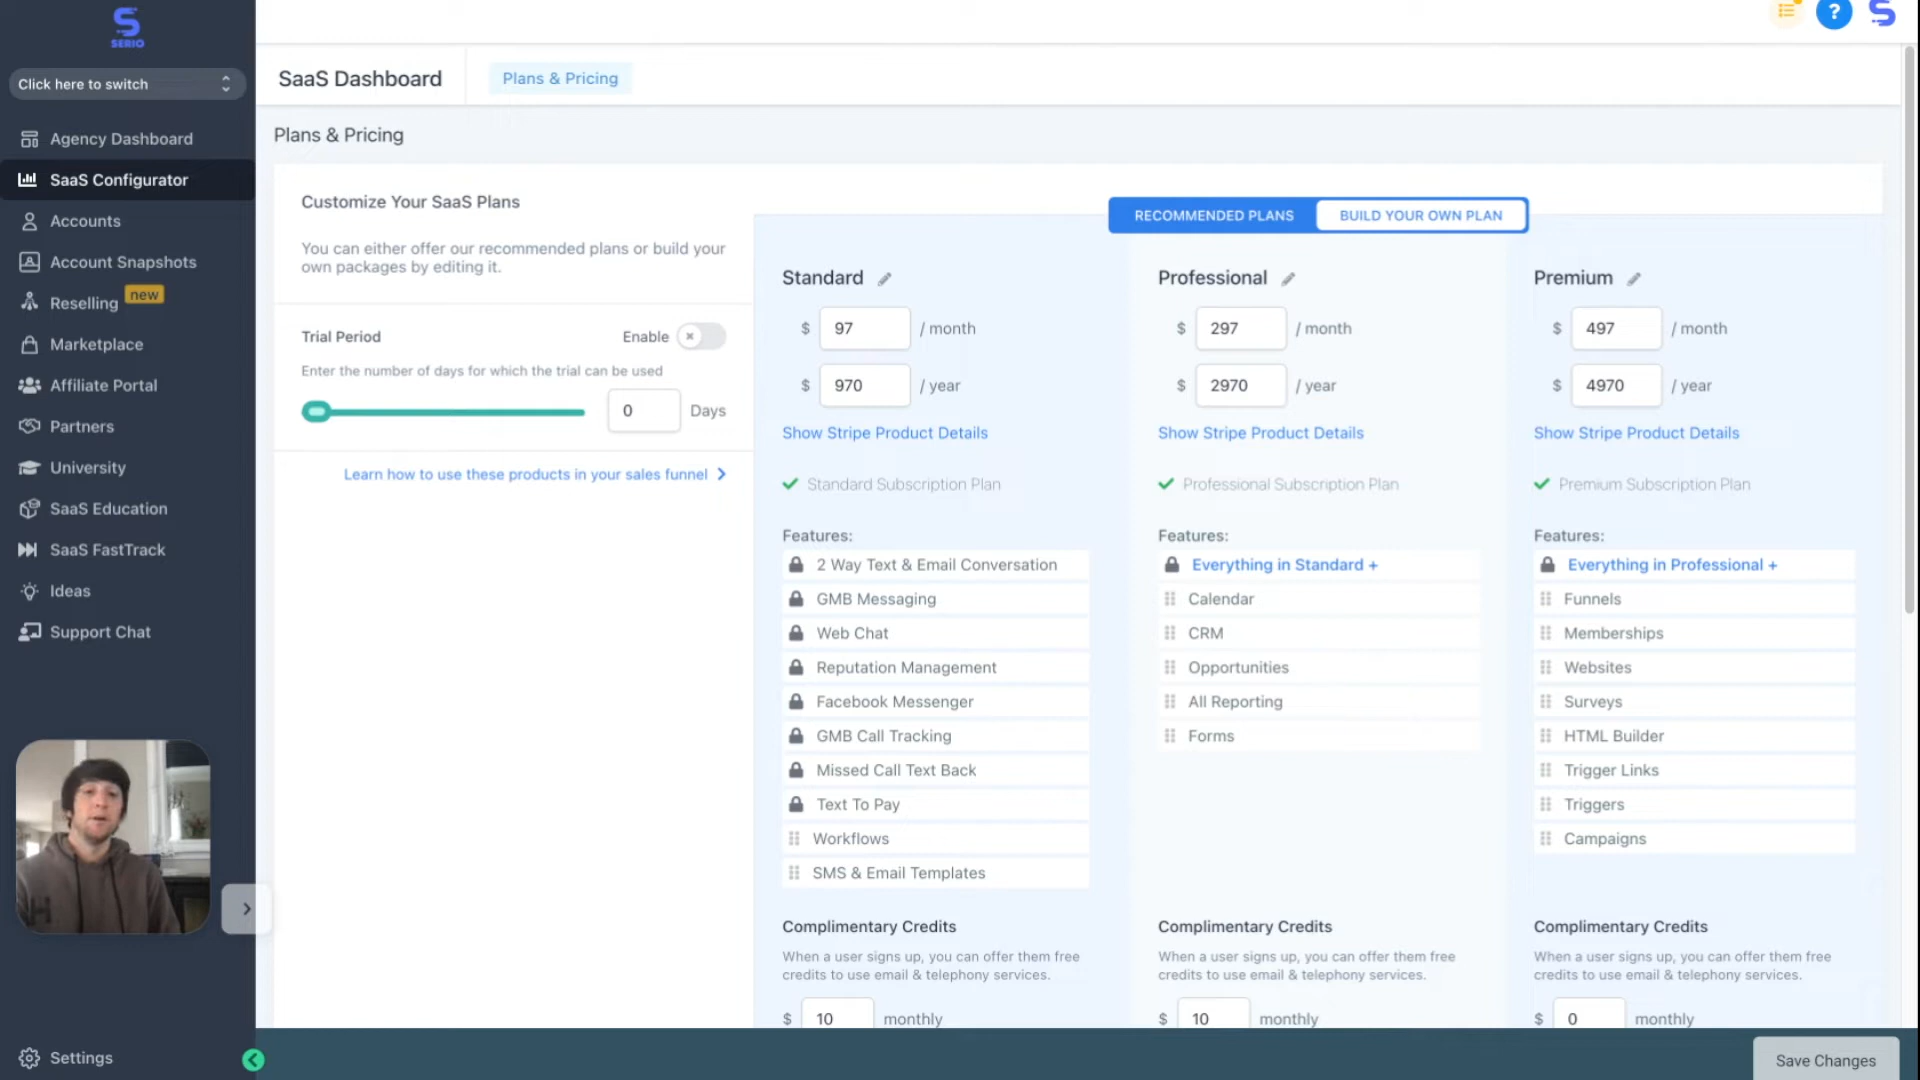 SERIO
?
Click here to switch
SaaS Dashboard
Plans & Pricing
Agency Dashboard
SaaS Configurator
Accounts
Account Snapshots
Reselling new
Marketplace
Affiliate Portal
Partners
University
SaaS Education
SaaS FastTrack
Ideas
Support Chat
Settings
Plans & Pricing
Customize Your SaaS Plans
You can either offer our recommended plans or build your
own packages by editing it.
Trial Period
Enable
Enter the number of days for which the trial can be used
0 Days
Learn how to use these products in your sales funnel
RECOMMENDED PLANS
BUILD YOUR OWN PLAN
Standard
$ 97 / month
$ 970 / year
Show Stripe Product Details
Standard Subscription Plan
Features:
2 Way Text & Email Conversation
GMB Messaging
Web Chat
Reputation Management
Facebook Messenger
GMB Call Tracking
Missed Call Text Back
Text To Pay
Workflows
SMS & Email Templates
Complimentary Credits
When a user signs up, you can offer them free
credits to use email & telephony services.
$ 10 monthly
Professional
$ 297 / month
$ 2970 / year
Show Stripe Product Details
Professional Subscription Plan
Features:
Everything in Standard +
Calendar
CRM
Opportunities
All Reporting
Forms
Complimentary Credits
When a user signs up, you can offer them free
credits to use email & telephony services.
$ 10 monthly
Premium
$ 497 / month
$ 4970 / year
Show Stripe Product Details
Premium Subscription Plan
Features:
Everything in Professional +
Funnels
Memberships
Websites
Surveys
HTML Builder
Trigger Links
Triggers
Campaigns
Complimentary Credits
When a user signs up, you can offer them free
credits to use email & telephony services.
$ 0 monthly
Save Changes